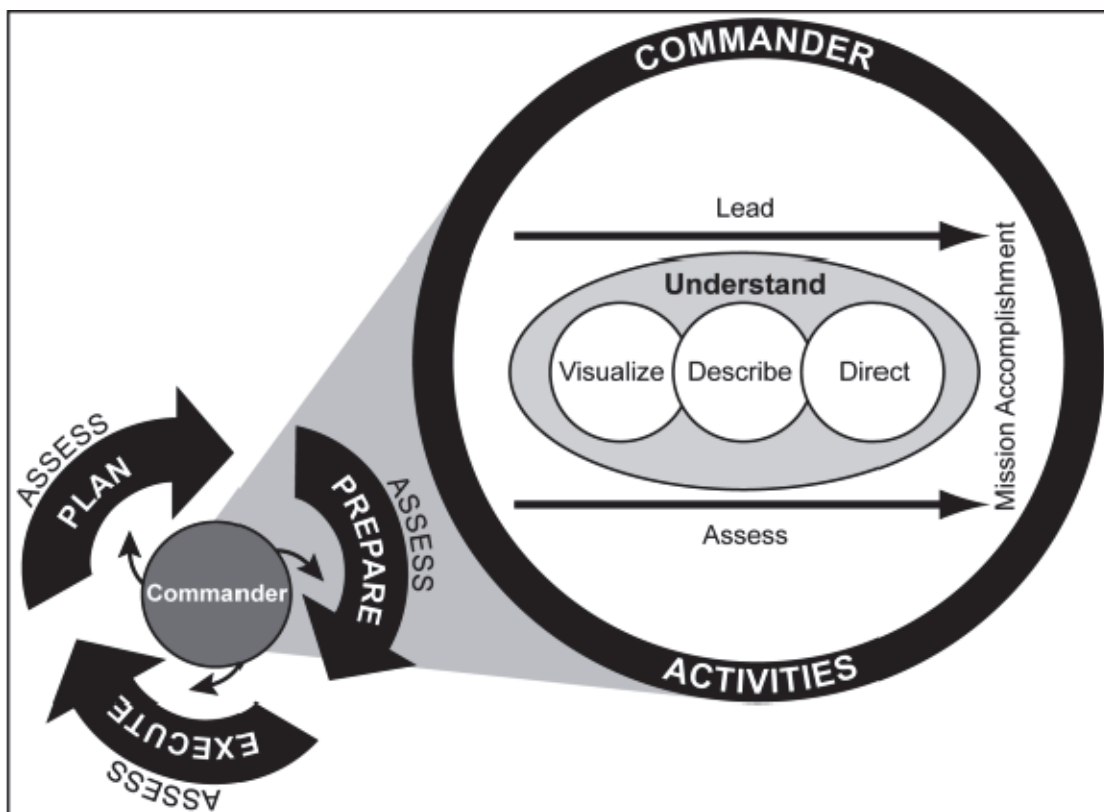 COMMANDER
Lead
Understand
Visualize Describe Direct
Assess
Mission Accomplishment
ACTIVITIES
ASSESS
PLAN
ASSESS
PREPARE
Commander
EXECUTE
ASSESS